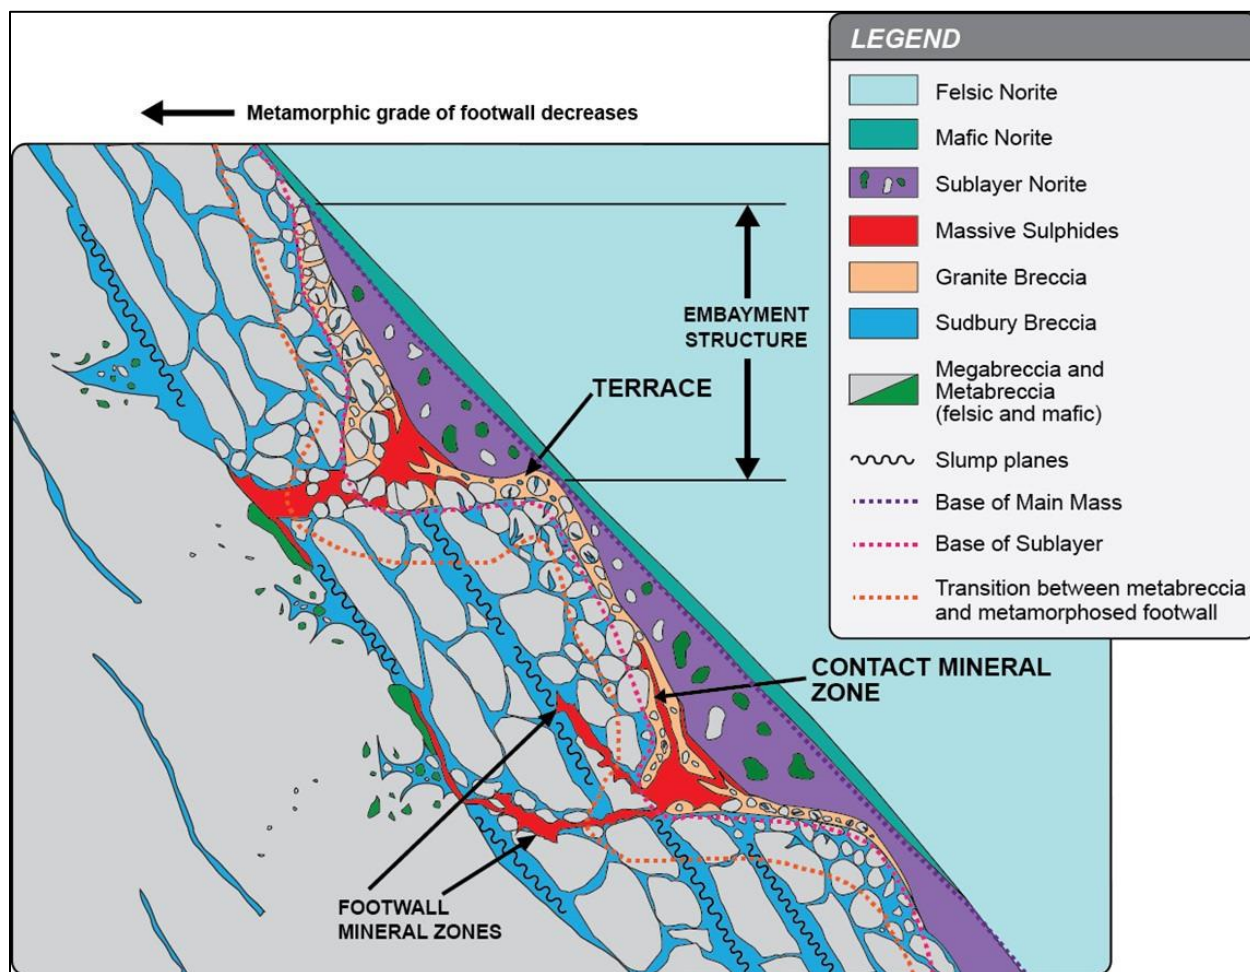 LEGEND
Felsic Norite
Mafic Norite
Sublayer Norite
Massive Sulphides
Granite Breccia
Sudbury Breccia
Megabreccia and
Metabreccia
(felsic and mafic)
Slump planes
Base of Main Mass
Base of Sublayer
Transition between metabreccia
and metamorphosed footwall
Metamorphic grade of footwall decreases
EMBAYMENT
STRUCTURE
TERRACE
CONTACT MINERAL
ZONE
FOOTWALL
MINERAL ZONES